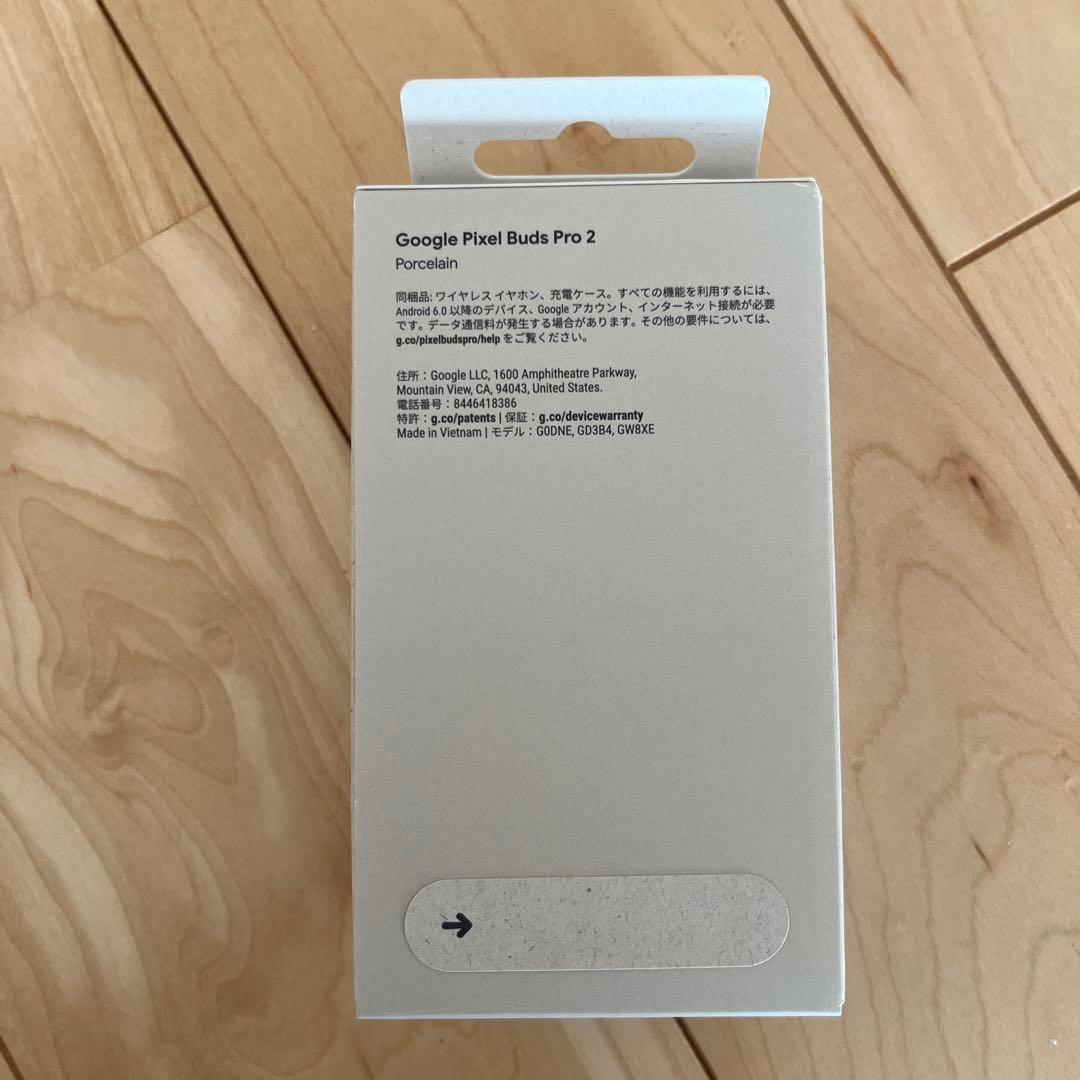 Google Pixel Buds Pro 2
Porcelain
同梱品: ワイヤレス イヤホン、充電ケース。すべての機能を利用するには、
Android 6.0 以降のデバイス、Google アカウント、インターネット接続が必要
です。データ通信料が発生する場合があります。その他の要件については、
g.co/pixelbudspro/help をご覧ください。
住所：Google LLC, 1600 Amphitheatre Parkway,
Mountain View, CA, 94043, United States.
電話番号：8446418386
特許：g.co/patents | 保証：g.co/devicewarranty
Made in Vietnam | モデル：G0DNE, GD3B4, GW8XE